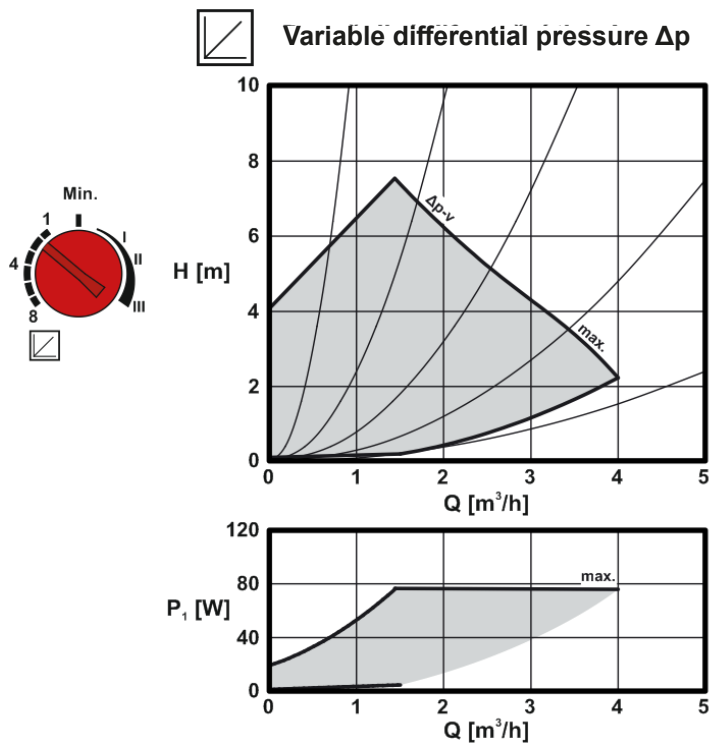 Variable differential pressure Δp
10
8
6
4
2
0
H [m]
Δp-v
max.
0 1 2 3 4 5
Q [m³/h]
Min.
1
4
8
I
II
III
120
80
40
0
P₁ [W]
max.
0 1 2 3 4 5
Q [m³/h]